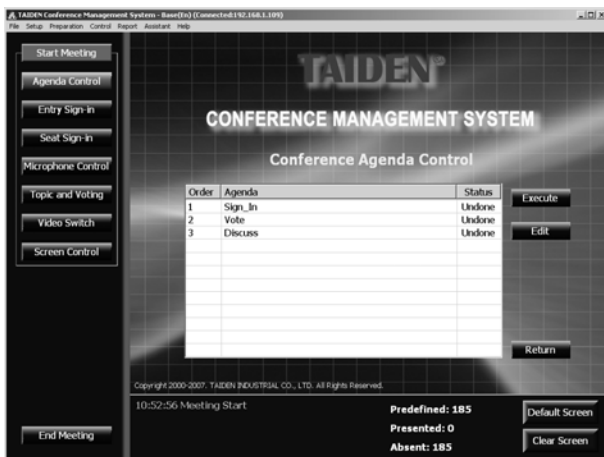 TAIDEN Conference Management System - Base(En) (Connected:192.168.1.109)
File Setup Preparation Control Report Assistant Help
Start Meeting
Agenda Control
Entry Sign-in
Seat Sign-in
Microphone Control
Topic and Voting
Video Switch
Screen Control
End Meeting
TAIDEN®
CONFERENCE MANAGEMENT SYSTEM
Conference Agenda Control
Order Agenda Status
1 Sign_In Undone
2 Vote Undone
3 Discuss Undone
Execute
Edit
Return
Copyright 2000-2007. TAIDEN INDUSTRIAL CO., LTD. All Rights Reserved.
10:52:56 Meeting Start
Predefined: 185
Presented: 0
Absent: 185
Default Screen
Clear Screen